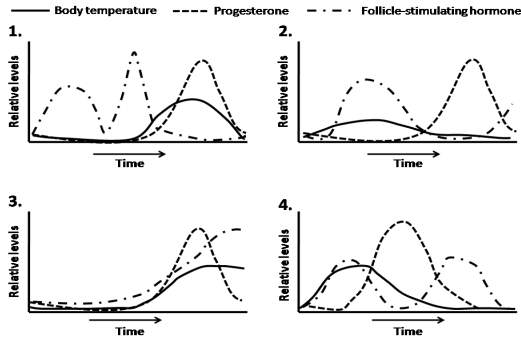 Body temperature Progesterone Follicle-stimulating hormone
1.
Relative levels
Time
2.
Relative levels
Time
3.
Relative levels
Time
4.
Relative levels
Time